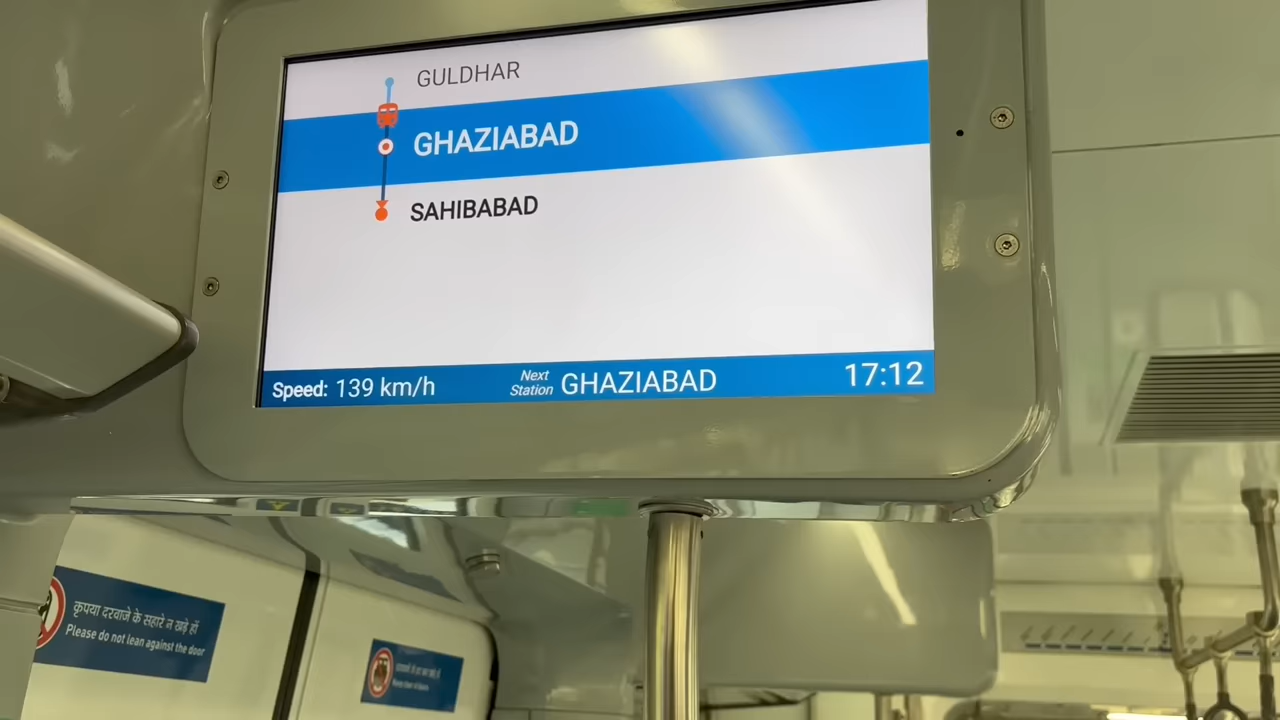 GULDHAR
GHAZIABAD
SAHIBABAD
Speed: 139 km/h
Next Station GHAZIABAD
17:12
कृपया दरवाजे के सहारे न खड़े हों
Please do not lean against the door